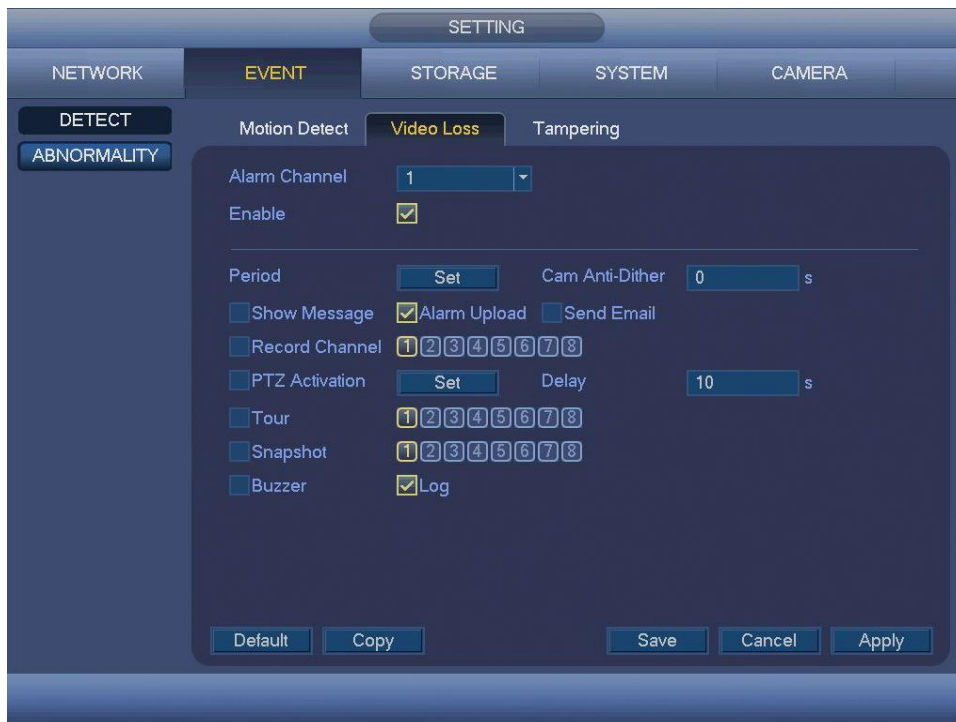 SETTING
NETWORK EVENT STORAGE SYSTEM CAMERA
DETECT
ABNORMALITY
Motion Detect Video Loss Tampering
Alarm Channel 1
Enable
Period Set Cam Anti-Dither 0 s
Show Message Alarm Upload Send Email
Record Channel 1 2 3 4 5 6 7 8
PTZ Activation Set Delay 10 s
Tour 1 2 3 4 5 6 7 8
Snapshot 1 2 3 4 5 6 7 8
Buzzer Log
Default Copy Save Cancel Apply